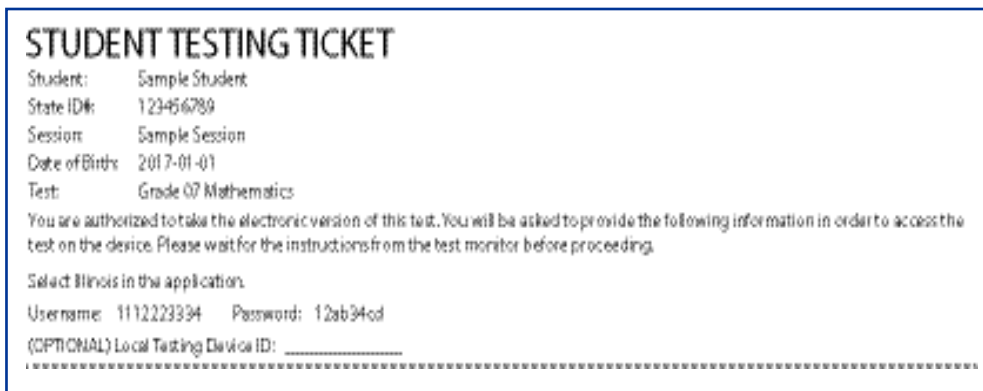 STUDENT TESTING TICKET
Student: Sample Student
State ID#: 123456789
Session: Sample Session
Date of Birth: 2017-01-01
Test: Grade 07 Mathematics
You are authorized to take the electronic version of this test. You will be asked to provide the following information in order to access the
test on the device. Please wait for the instructions from the test monitor before proceeding.
Select Illinois in the application.
Username: 1112223334 Password: 12ab34cd
(OPTIONAL) Local Testing Device ID: ____________